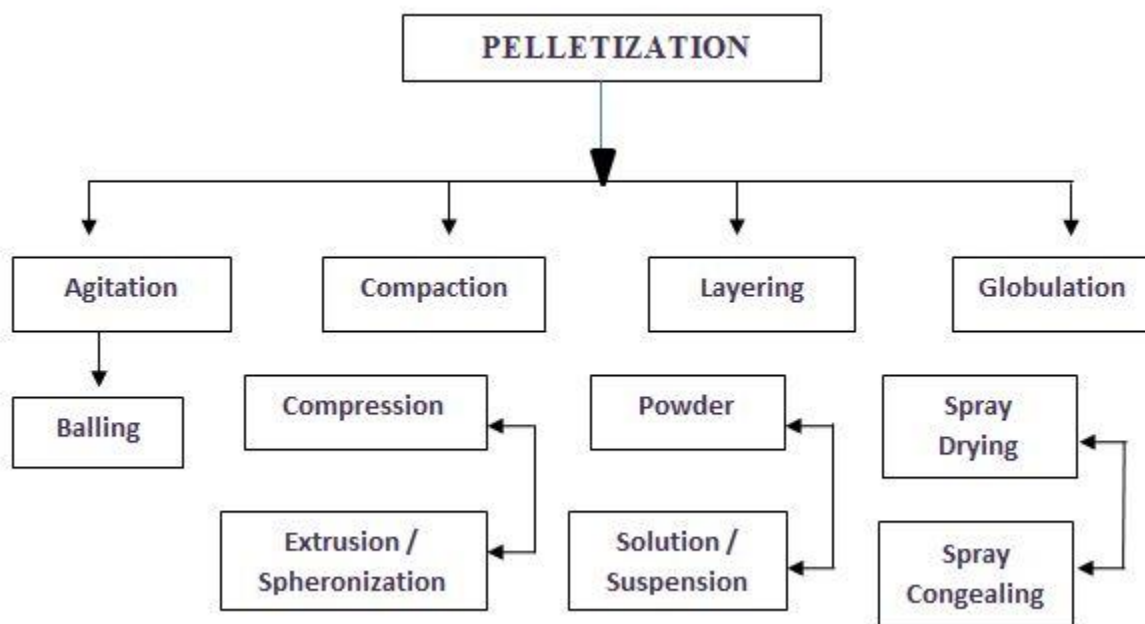 PELLETIZATION
Agitation
Compaction
Layering
Globulation
Balling
Compression
Powder
Spray
Drying
Extrusion /
Spheronization
Solution /
Suspension
Spray
Congealing